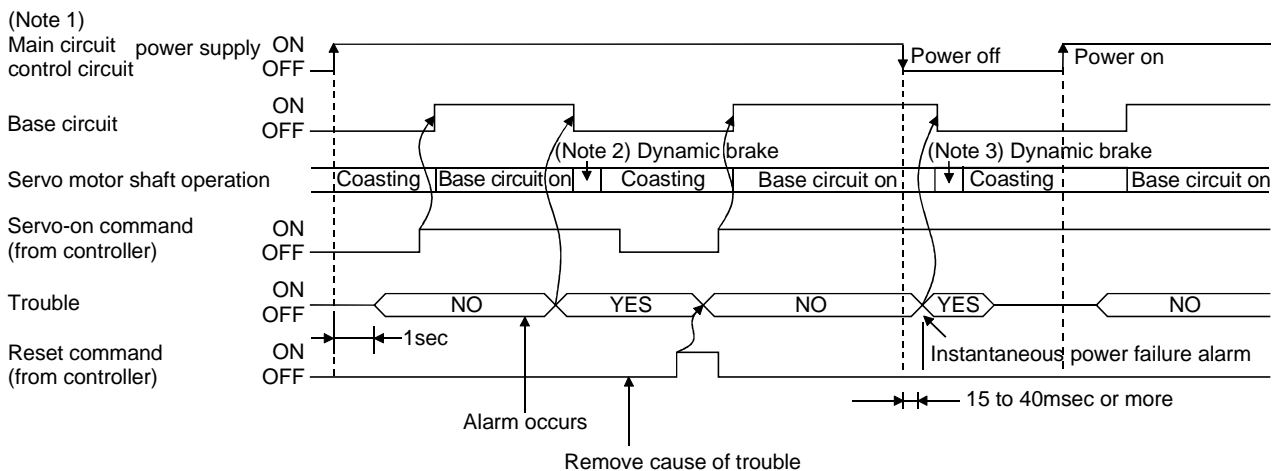 (Note 1)
Main circuit
control circuit
power supply
ON
OFF
Power off
Power on
Base circuit
ON
OFF
(Note 2) Dynamic brake
(Note 3) Dynamic brake
Servo motor shaft operation
Coasting
Base circuit on
Coasting
Base circuit on
Coasting
Base circuit on
Servo-on command
(from controller)
ON
OFF
Trouble
ON
OFF
NO
YES
NO
YES
NO
1sec
Instantaneous power failure alarm
Reset command
(from controller)
ON
OFF
15 to 40msec or more
Alarm occurs
Remove cause of trouble